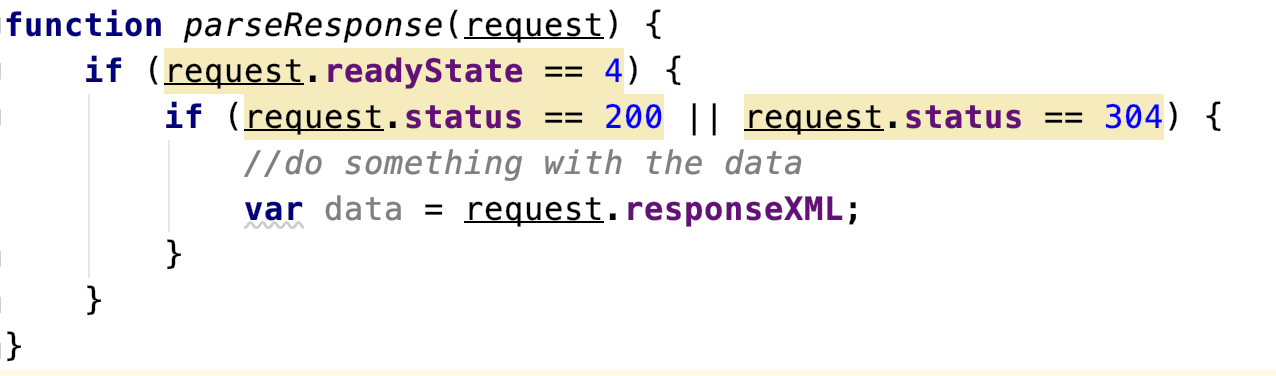 function parseResponse(request) {
    if (request.readyState == 4) {
        if (request.status == 200 || request.status == 304) {
            //do something with the data
            var data = request.responseXML;
        }
    }
}